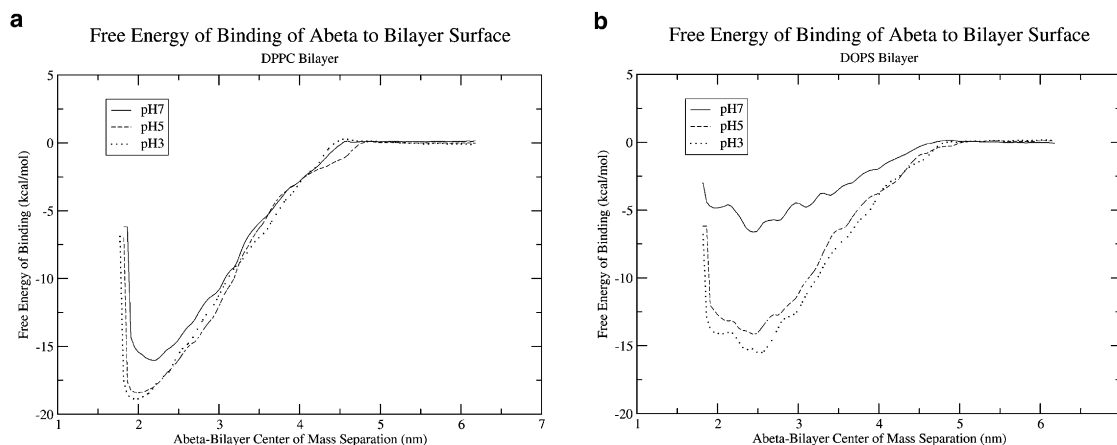 a
Free Energy of Binding of Abeta to Bilayer Surface
DPPC Bilayer
5
0
-5
-10
-15
-20
Free Energy of Binding (kcal/mol)
pH7
pH5
pH3
1 2 3 4 5 6 7
Abeta-Bilayer Center of Mass Separation (nm)
b
Free Energy of Binding of Abeta to Bilayer Surface
DOPS Bilayer
5
0
-5
-10
-15
-20
Free Energy of Binding (kcal/mol)
pH7
pH5
pH3
1 2 3 4 5 6
Abeta-Bilayer Center of Mass Separation (nm)